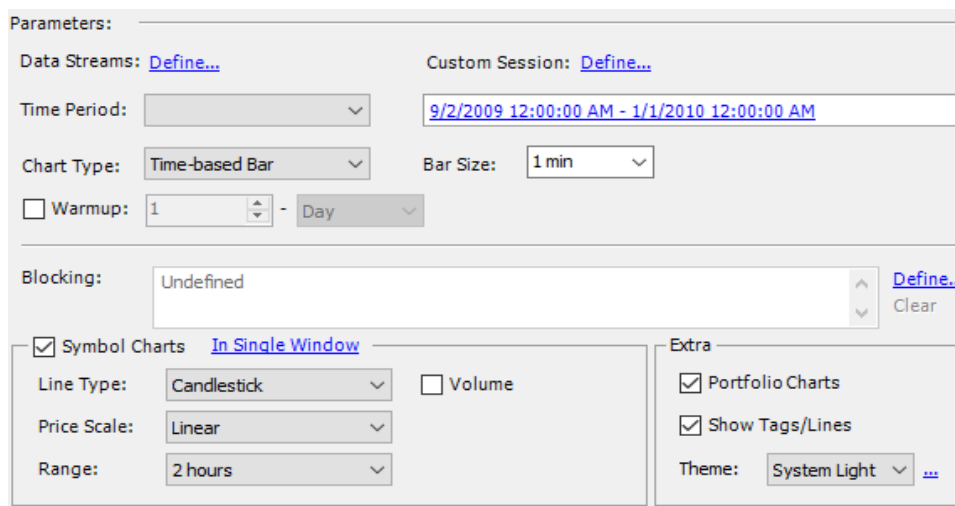 Parameters:
Data Streams: Define... Custom Session: Define...
Time Period: 9/2/2009 12:00:00 AM - 1/1/2010 12:00:00 AM
Chart Type: Time-based Bar Bar Size: 1 min
Warmup: 1 - Day
Blocking: Undefined Define..
Clear
Symbol Charts In Single Window Extra
Line Type: Candlestick Volume Portfolio Charts
Price Scale: Linear Show Tags/Lines
Range: 2 hours Theme: System Light ...